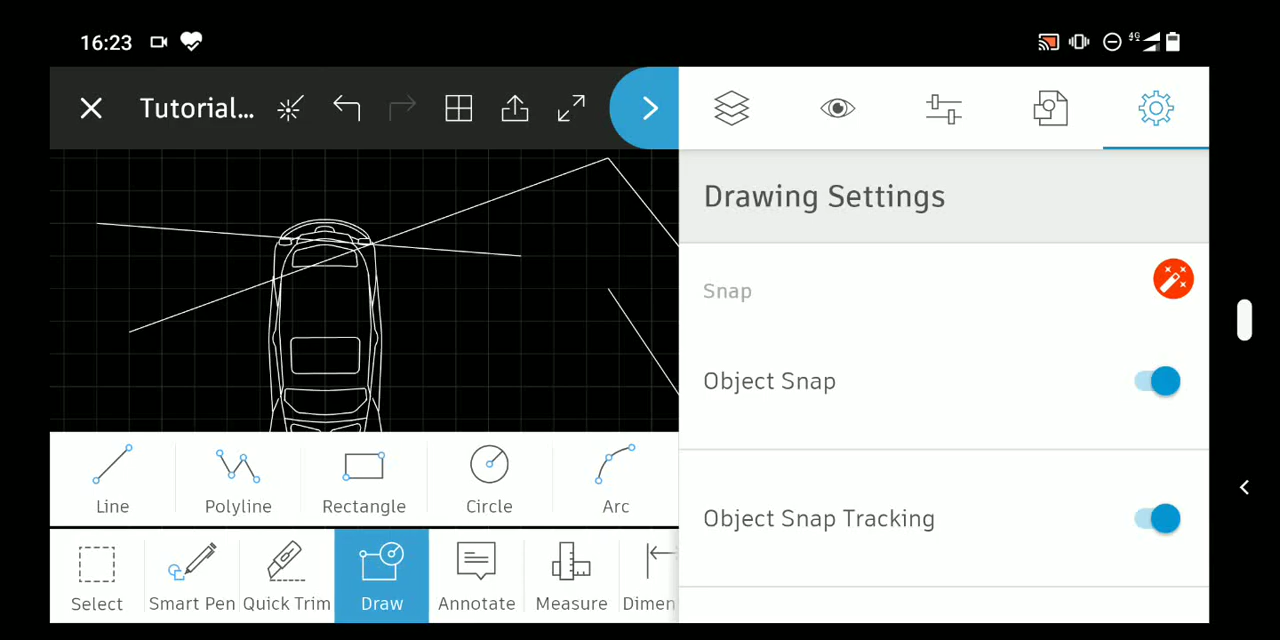 16:23
4G
Tutorial...
Drawing Settings
Snap
Object Snap
Object Snap Tracking
Line
Polyline
Rectangle
Circle
Arc
Select
Smart Pen
Quick Trim
Draw
Annotate
Measure
Dimen